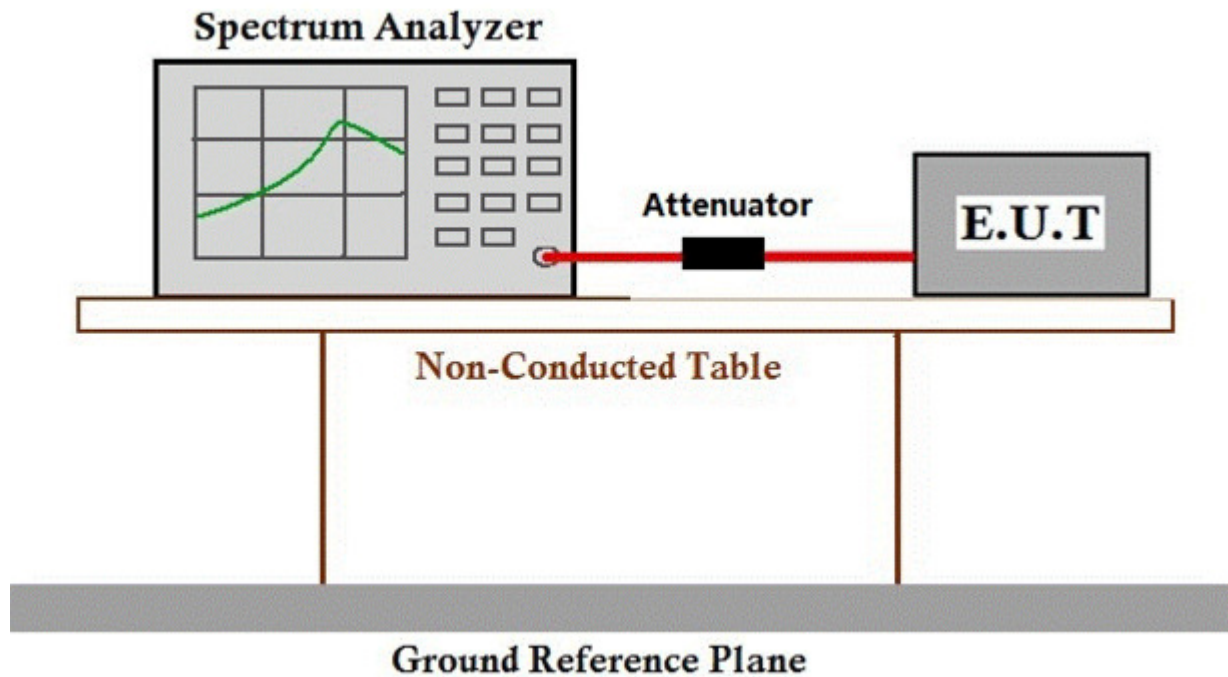 Spectrum Analyzer
Attenuator
E.U.T
Non-Conducted Table
Ground Reference Plane